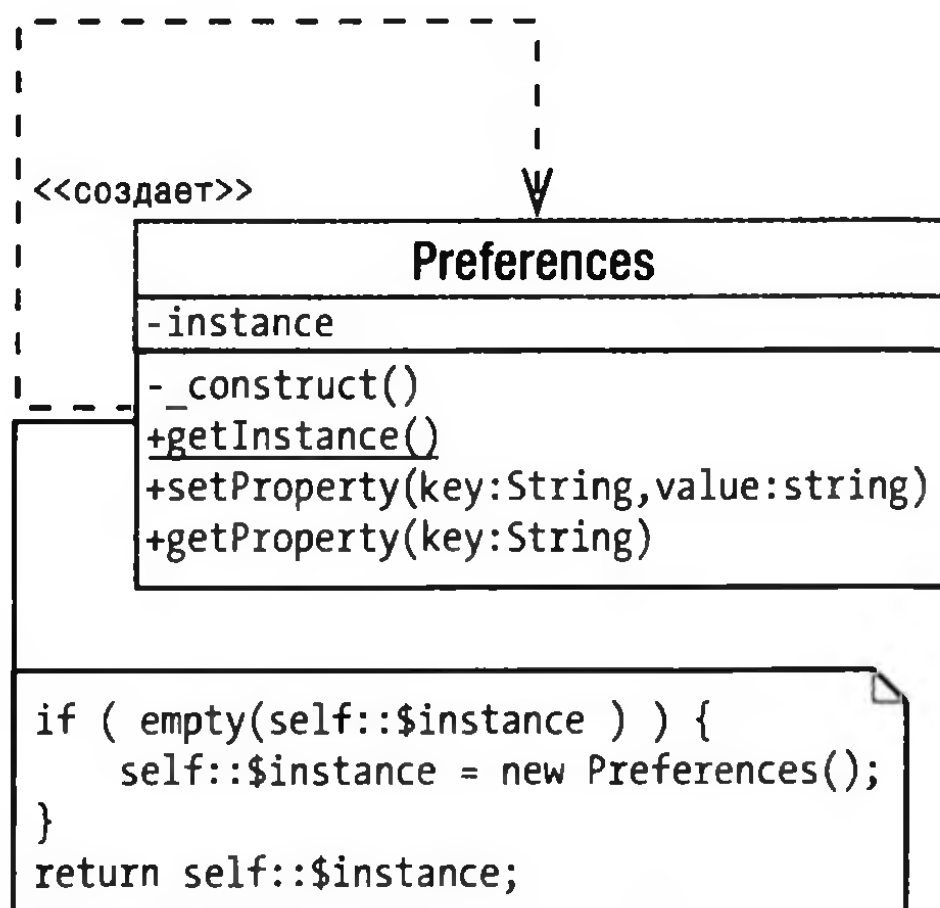 <<создает>>
Preferences
-instance
-_construct()
+getInstance()
+setProperty(key:String,value:string)
+getProperty(key:String)
if ( empty(self::$instance ) ) {
    self::$instance = new Preferences();
}
return self::$instance;